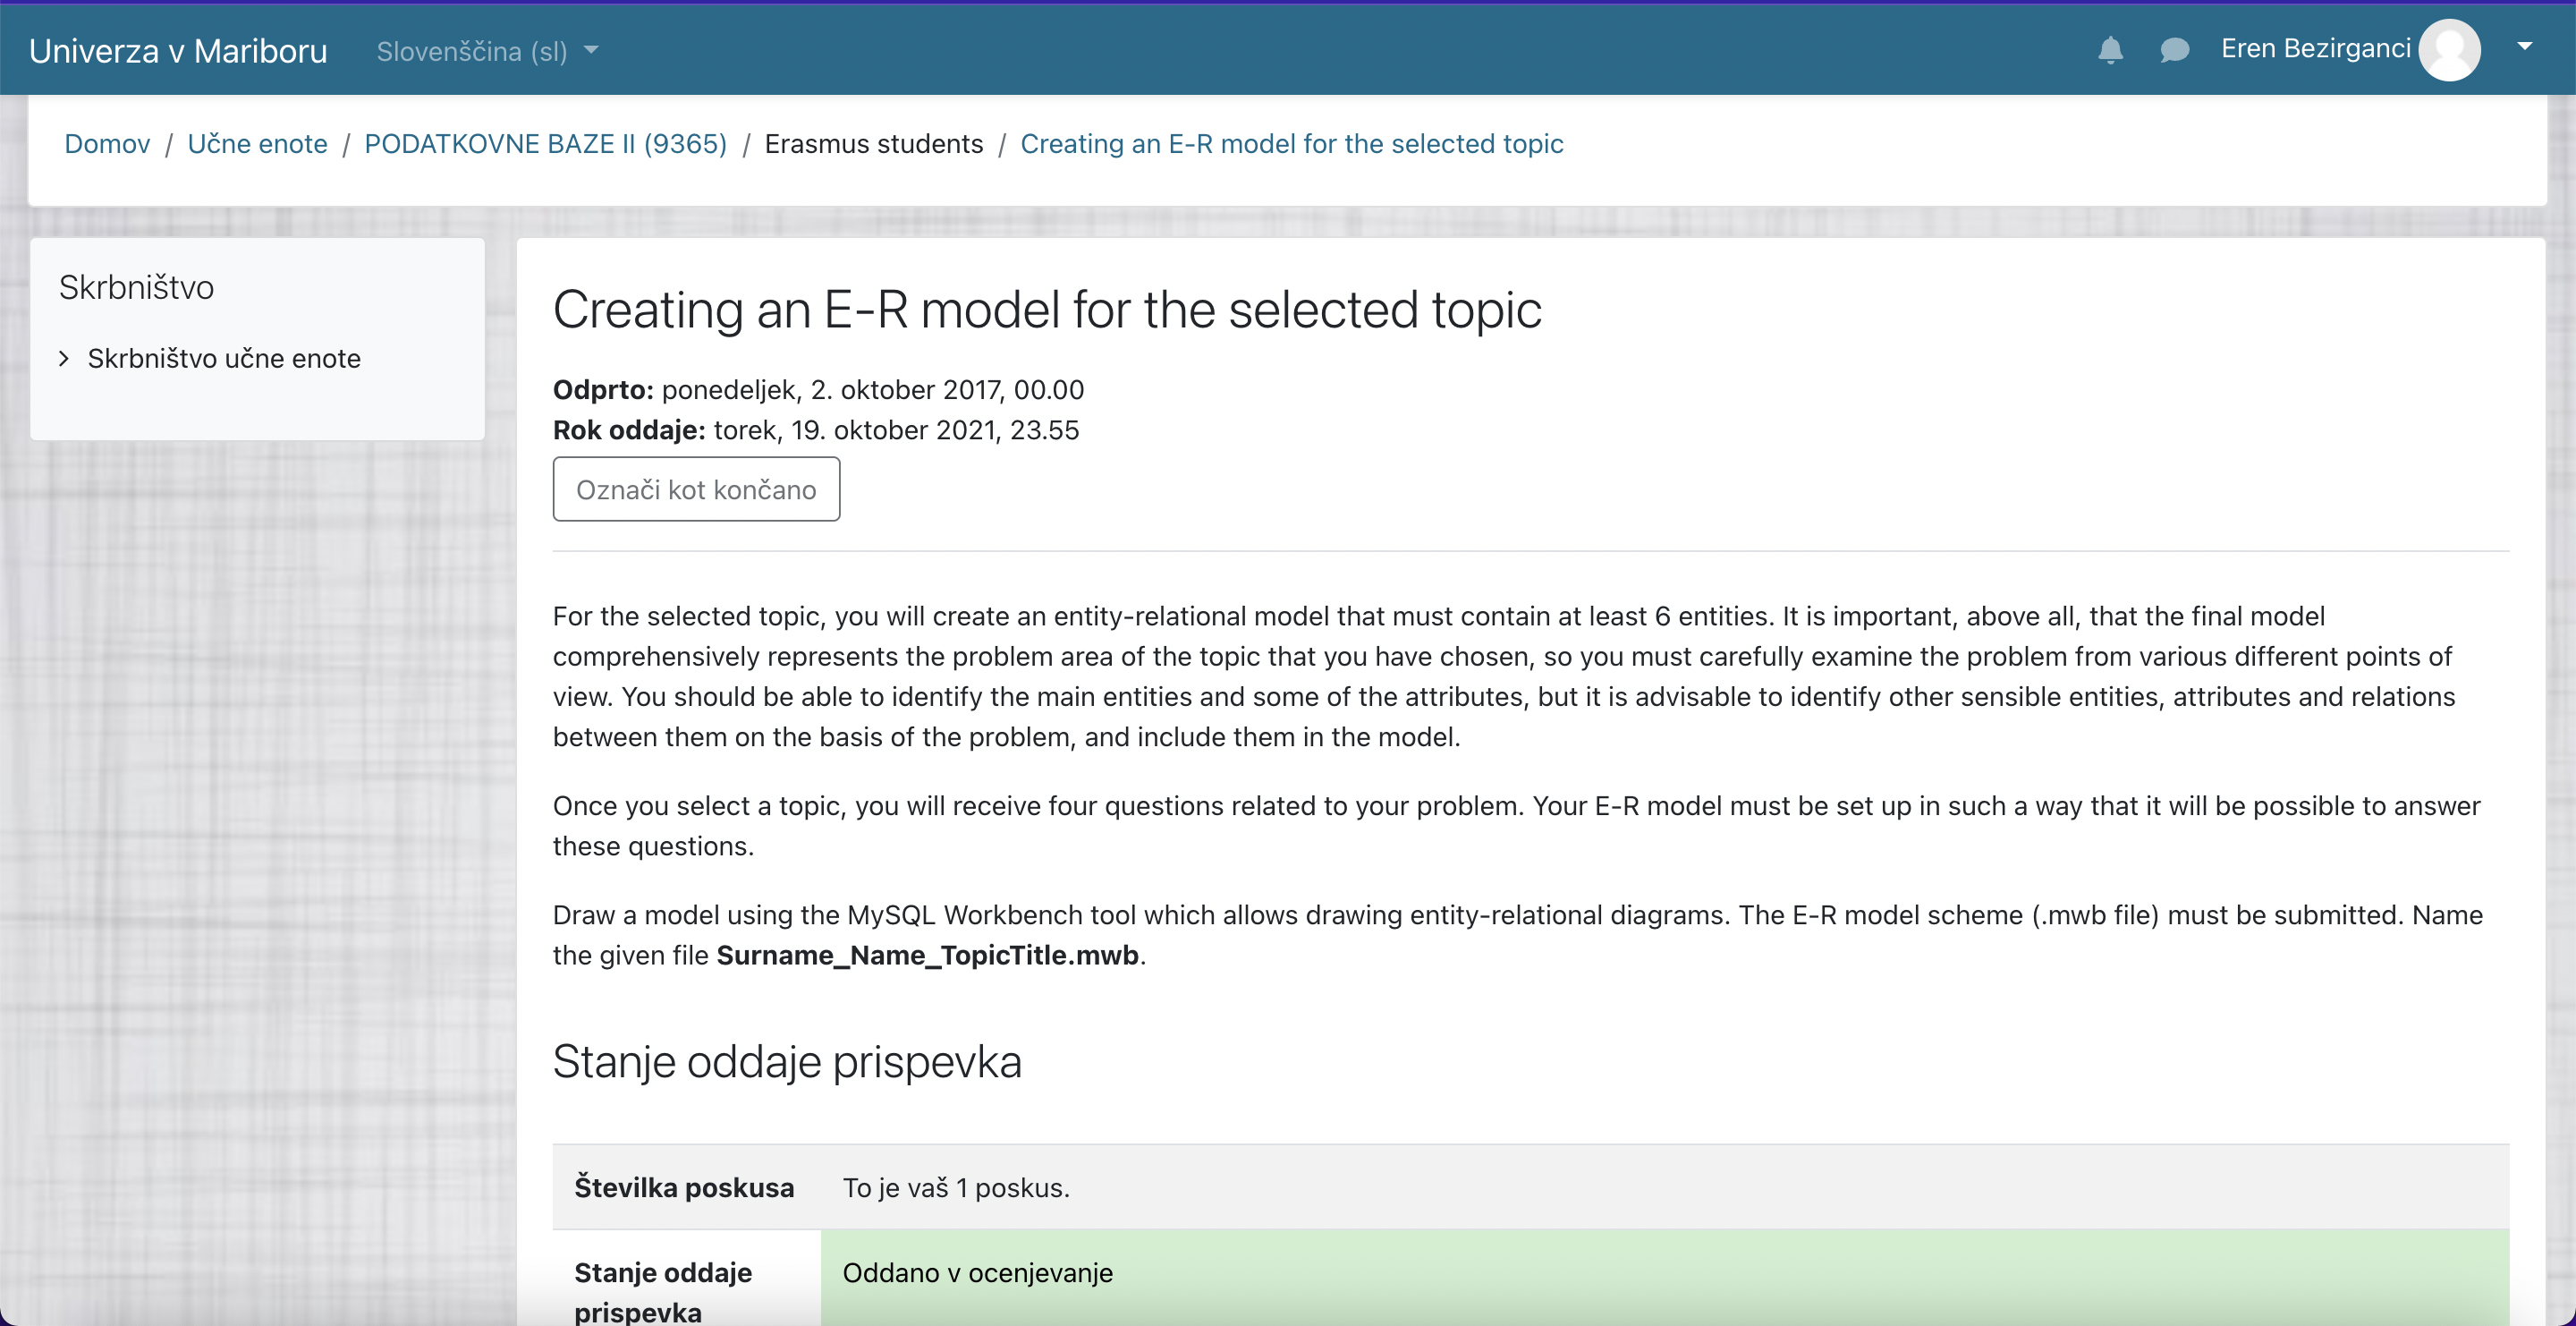 Univerza v Mariboru Slovenščina (sl) Eren Bezirganci
Domov / Učne enote / PODATKOVNE BAZE II (9365) / Erasmus students / Creating an E-R model for the selected topic
Skrbništvo
Skrbništvo učne enote
Creating an E-R model for the selected topic
Odprto: ponedeljek, 2. oktober 2017, 00.00
Rok oddaje: torek, 19. oktober 2021, 23.55
Označi kot končano
For the selected topic, you will create an entity-relational model that must contain at least 6 entities. It is important, above all, that the final model
comprehensively represents the problem area of the topic that you have chosen, so you must carefully examine the problem from various different points of
view. You should be able to identify the main entities and some of the attributes, but it is advisable to identify other sensible entities, attributes and relations
between them on the basis of the problem, and include them in the model.
Once you select a topic, you will receive four questions related to your problem. Your E-R model must be set up in such a way that it will be possible to answer
these questions.
Draw a model using the MySQL Workbench tool which allows drawing entity-relational diagrams. The E-R model scheme (.mwb file) must be submitted. Name
the given file Surname_Name_TopicTitle.mwb.
Stanje oddaje prispevka
Številka poskusa To je vaš 1 poskus.
Stanje oddaje Oddano v ocenjevanje
prispevka